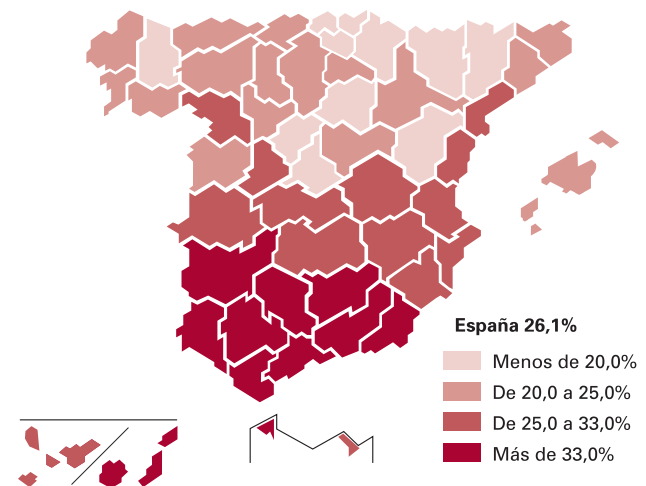 España 26,1%
Menos de 20,0%
De 20,0 a 25,0%
De 25,0 a 33,0%
Más de 33,0%